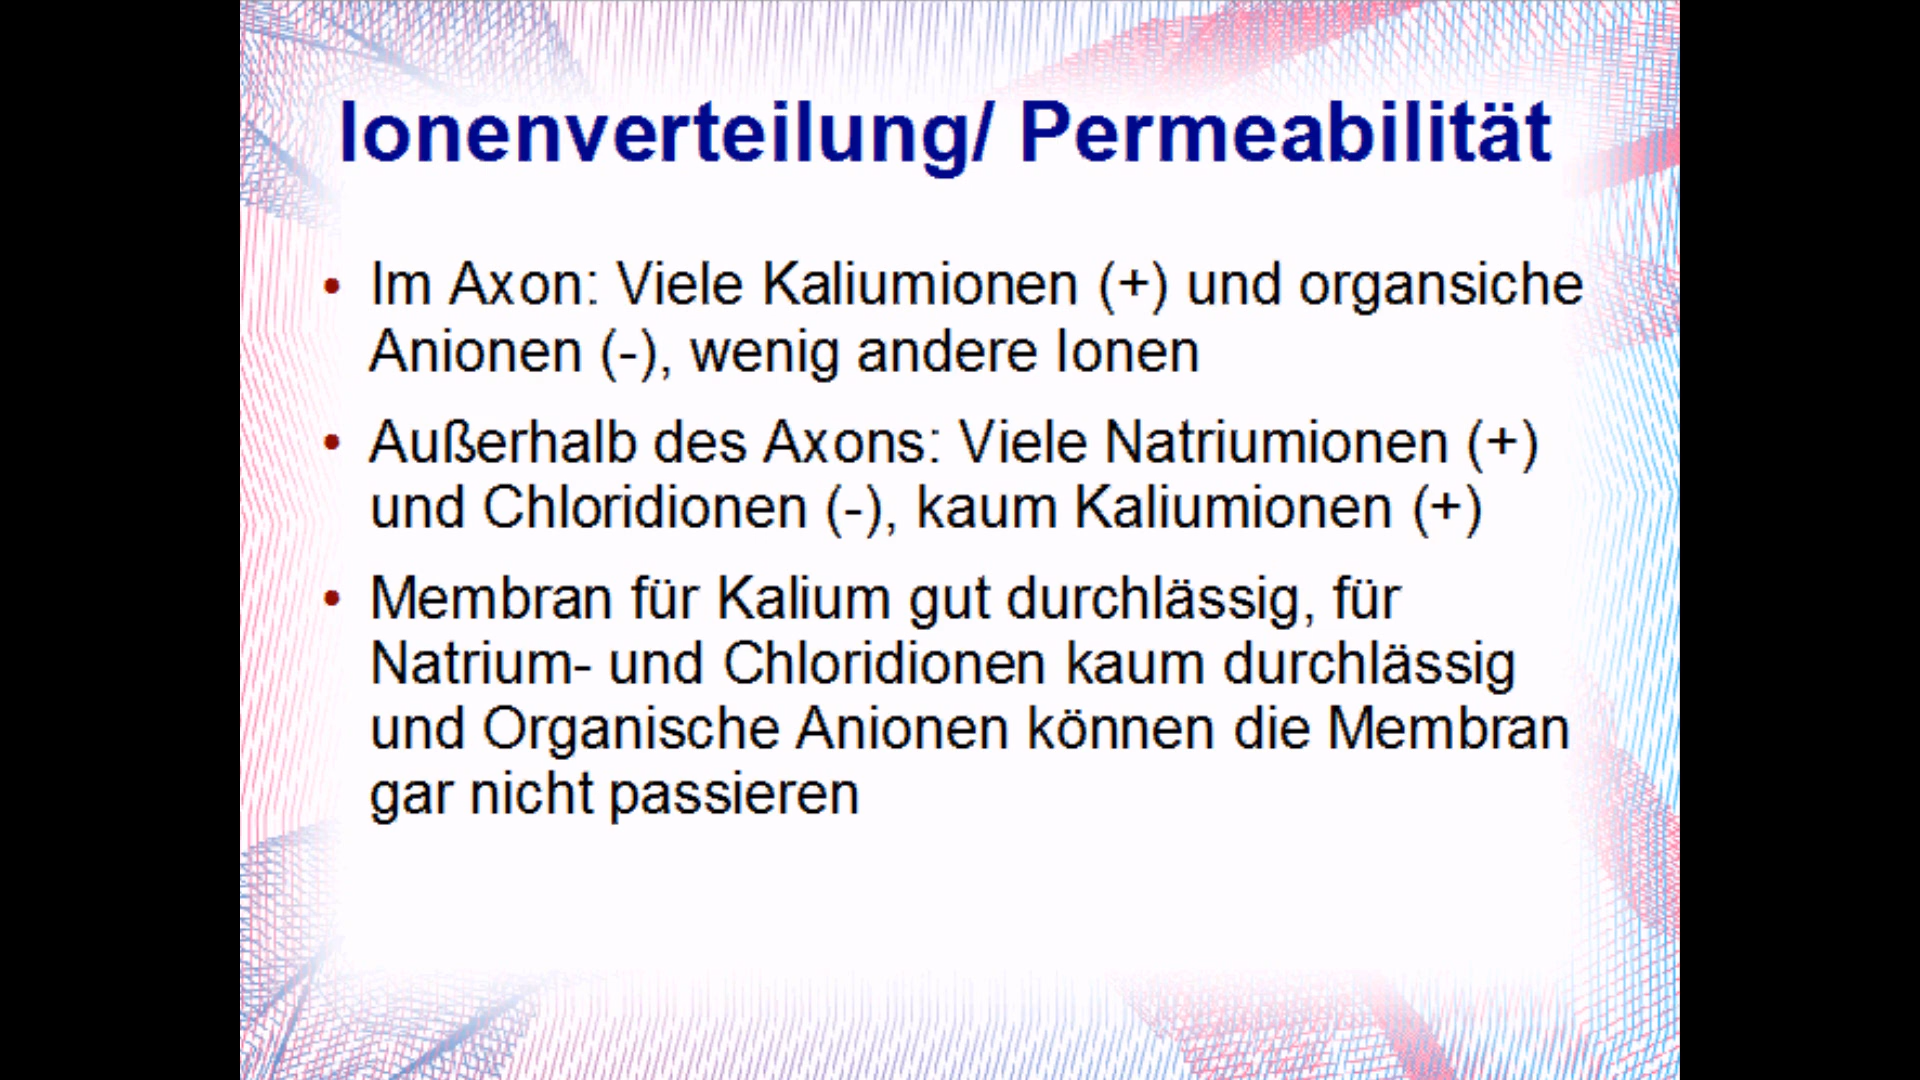 Ionenverteilung/ Permeabilität
• Im Axon: Viele Kaliumionen (+) und organsiche
Anionen (-), wenig andere Ionen
• Außerhalb des Axons: Viele Natriumionen (+)
und Chloridionen (-), kaum Kaliumionen (+)
• Membran für Kalium gut durchlässig, für
Natrium- und Chloridionen kaum durchlässig
und Organische Anionen können die Membran
gar nicht passieren